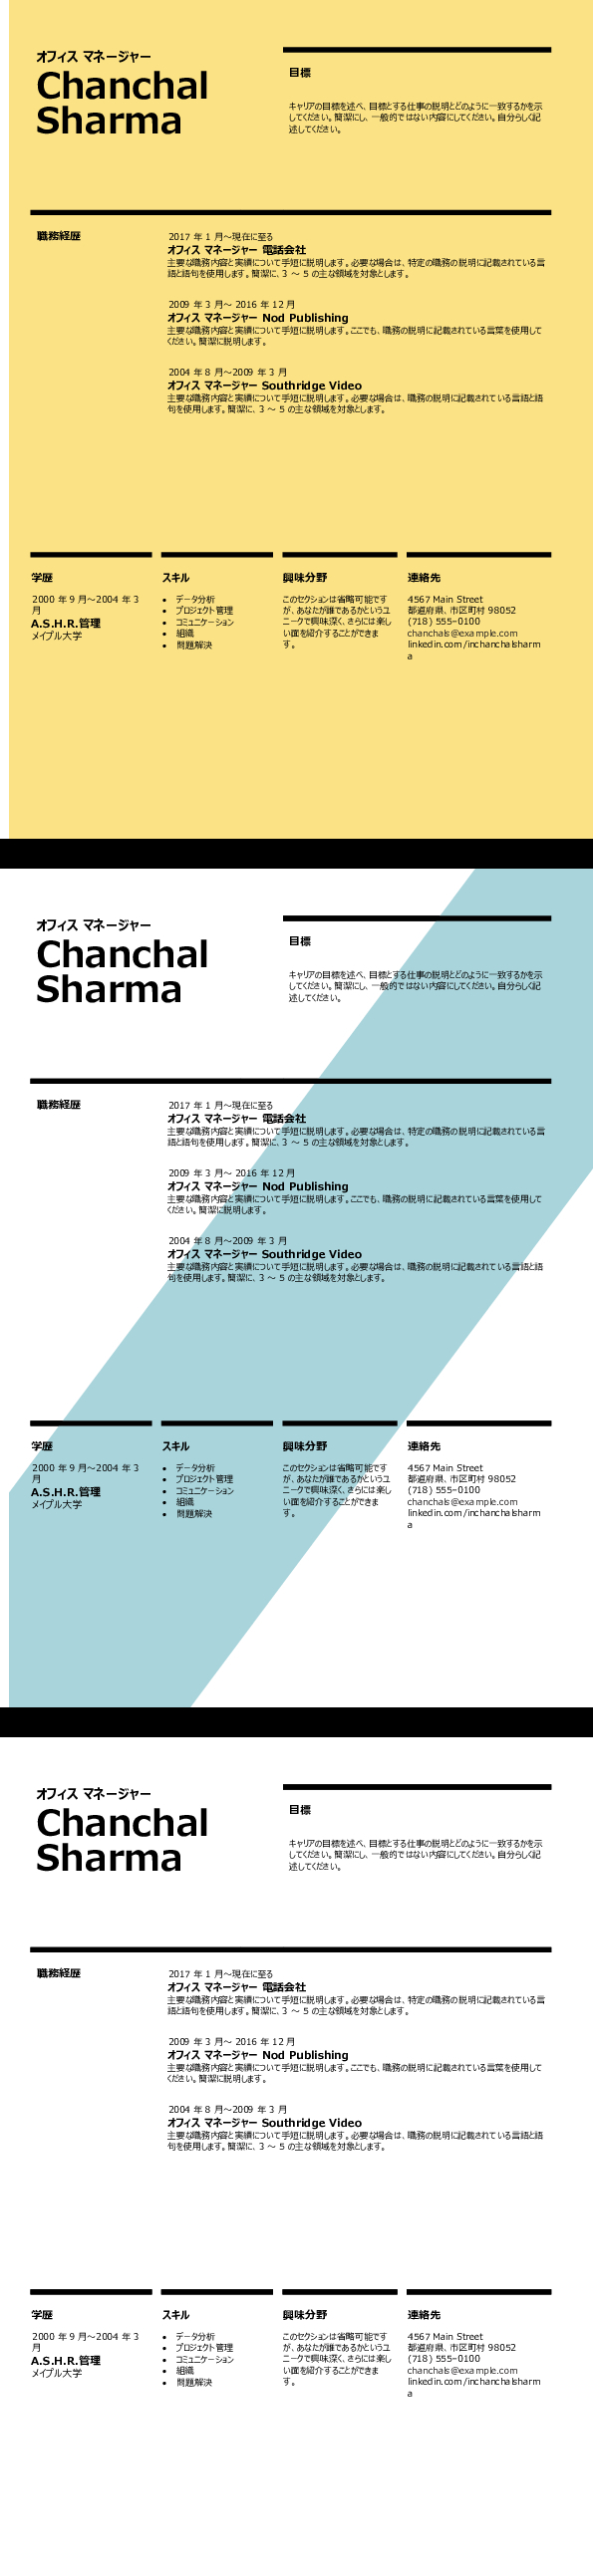 オフィス マネージャー
Chanchal
Sharma
目標
キャリアの目標を述べ、目標とする仕事の説明とどのように一致するかを示
してください。簡潔にし、一般的ではない内容にしてください。自分らしく記
述してください。
職務経歴
2017 年 1 月～現在に至る
オフィス マネージャー 電話会社
主要な職務内容と実績について手短に説明します。必要な場合は、特定の職務の説明に記載されている言
語と語句を使用します。簡潔に、3 ～ 5 の主な領域を対象とします。
2009 年 3 月～ 2016 年 12 月
オフィス マネージャー Nod Publishing
主要な職務内容と実績について手短に説明します。ここでも、職務の説明に記載されている言葉を使用して
ください。簡潔に説明します。
2004 年 8 月～2009 年 3 月
オフィス マネージャー Southridge Video
主要な職務内容と実績について手短に説明します。必要な場合は、職務の説明に記載されている言語と語
句を使用します。簡潔に、3 ～ 5 の主な領域を対象とします。
学歴
2000 年 9 月～2004 年 3
月
A.S.H.R.管理
メイプル大学
スキル
• データ分析
• プロジェクト管理
• コミュニケーション
• 組織
• 問題解決
興味分野
このセクションは省略可能です
が、あなたが誰であるかというユ
ニークで興味深く、さらには楽し
い面を紹介することができま
す。
連絡先
4567 Main Street
都道府県、市区町村 98052
(718) 555-0100
chanchals@example.com
linkedin.com/inchanchalsharm
a
オフィス マネージャー
Chanchal
Sharma
目標
キャリアの目標を述べ、目標とする仕事の説明とどのように一致するかを示
してください。簡潔にし、一般的ではない内容にしてください。自分らしく記
述してください。
職務経歴
2017 年 1 月～現在に至る
オフィス マネージャー 電話会社
主要な職務内容と実績について手短に説明します。必要な場合は、特定の職務の説明に記載されている言
語と語句を使用します。簡潔に、3 ～ 5 の主な領域を対象とします。
2009 年 3 月～ 2016 年 12 月
オフィス マネージャー Nod Publishing
主要な職務内容と実績について手短に説明します。ここでも、職務の説明に記載されている言葉を使用して
ください。簡潔に説明します。
2004 年 8 月～2009 年 3 月
オフィス マネージャー Southridge Video
主要な職務内容と実績について手短に説明します。必要な場合は、職務の説明に記載されている言語と語
句を使用します。簡潔に、3 ～ 5 の主な領域を対象とします。
学歴
2000 年 9 月～2004 年 3
月
A.S.H.R.管理
メイプル大学
スキル
• データ分析
• プロジェクト管理
• コミュニケーション
• 組織
• 問題解決
興味分野
このセクションは省略可能です
が、あなたが誰であるかというユ
ニークで興味深く、さらには楽し
い面を紹介することができま
す。
連絡先
4567 Main Street
都道府県、市区町村 98052
(718) 555-0100
chanchals@example.com
linkedin.com/inchanchalsharm
a
オフィス マネージャー
Chanchal
Sharma
目標
キャリアの目標を述べ、目標とする仕事の説明とどのように一致するかを示
してください。簡潔にし、一般的ではない内容にしてください。自分らしく記
述してください。
職務経歴
2017 年 1 月～現在に至る
オフィス マネージャー 電話会社
主要な職務内容と実績について手短に説明します。必要な場合は、特定の職務の説明に記載されている言
語と語句を使用します。簡潔に、3 ～ 5 の主な領域を対象とします。
2009 年 3 月～ 2016 年 12 月
オフィス マネージャー Nod Publishing
主要な職務内容と実績について手短に説明します。ここでも、職務の説明に記載されている言葉を使用して
ください。簡潔に説明します。
2004 年 8 月～2009 年 3 月
オフィス マネージャー Southridge Video
主要な職務内容と実績について手短に説明します。必要な場合は、職務の説明に記載されている言語と語
句を使用します。簡潔に、3 ～ 5 の主な領域を対象とします。
学歴
2000 年 9 月～2004 年 3
月
A.S.H.R.管理
メイプル大学
スキル
• データ分析
• プロジェクト管理
• コミュニケーション
• 組織
• 問題解決
興味分野
このセクションは省略可能です
が、あなたが誰であるかというユ
ニークで興味深く、さらには楽し
い面を紹介することができま
す。
連絡先
4567 Main Street
都道府県、市区町村 98052
(718) 555-0100
chanchals@example.com
linkedin.com/inchanchalsharm
a